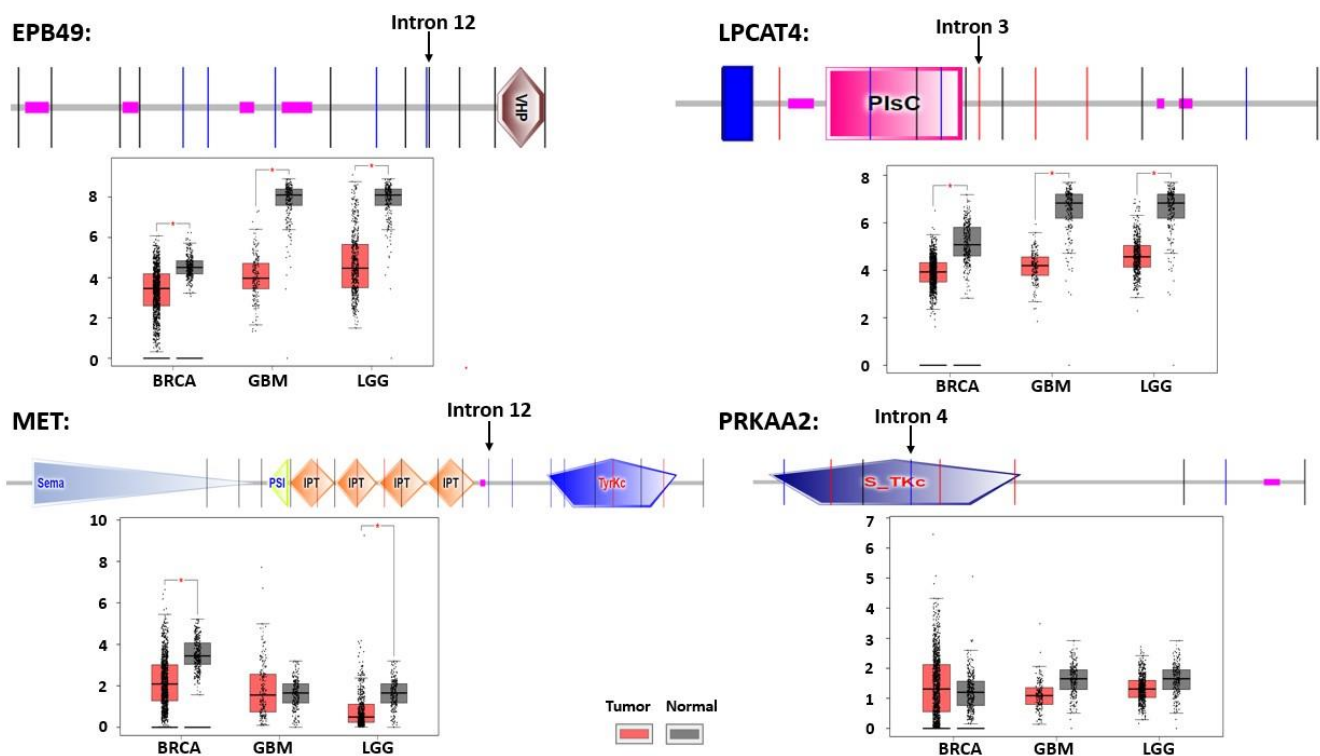 EPB49:
Intron 12
VHP
8
6
4
2
0
BRCA GBM LGG
LPCAT4:
Intron 3
PlsC
8
6
4
2
0
BRCA GBM LGG
MET:
Intron 12
Sema PSI IPT IPT IPT IPT TyrKc
10
8
6
4
2
0
BRCA GBM LGG
Tumor Normal
PRKAA2:
Intron 4
S_TKc
7
6
5
4
3
2
1
0
BRCA GBM LGG